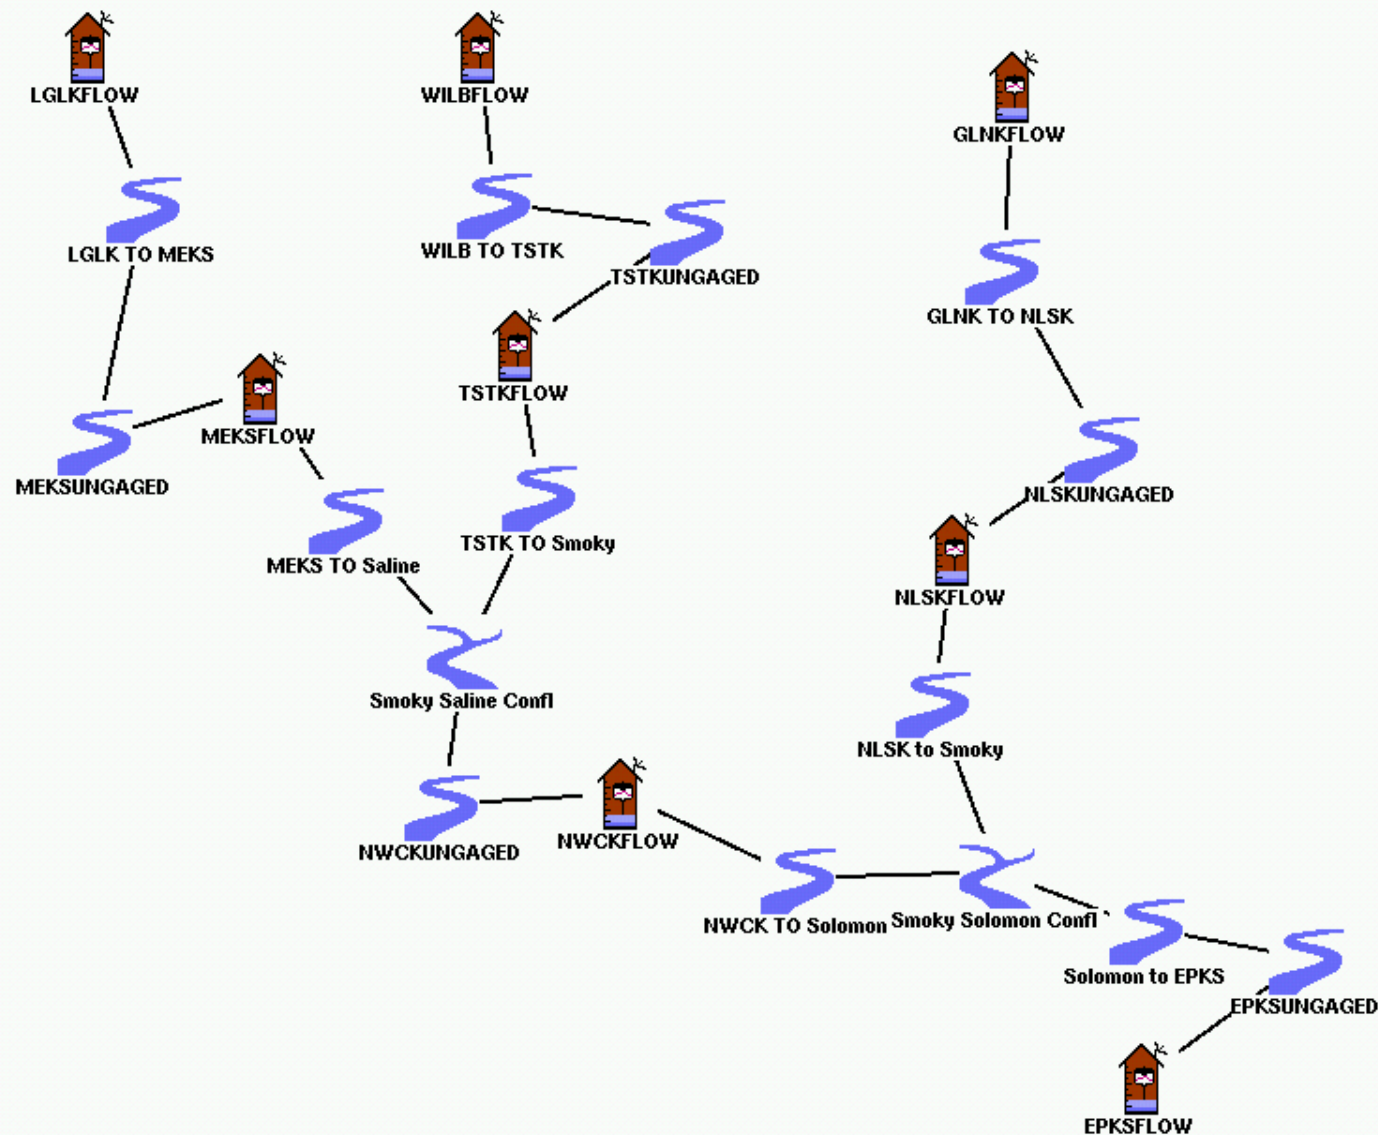 LGLKFLOW
WILBFLOW
GLNKFLOW
LGLK TO MEKS
WILB TO TSTK
TSTKUNGAGED
GLNK TO NLSK
TSTKFLOW
MEKSFLOW
MEKSUNGAGED
NLSKUNGAGED
TSTK TO Smoky
MEKS TO Saline
NLSKFLOW
Smoky Saline Confl
NLSK to Smoky
NWCKFLOW
NWCKUNGAGED
NWCK TO Solomon
Smoky Solomon Confl
Solomon to EPKS
EPKSUNGAGED
EPKSFLOW